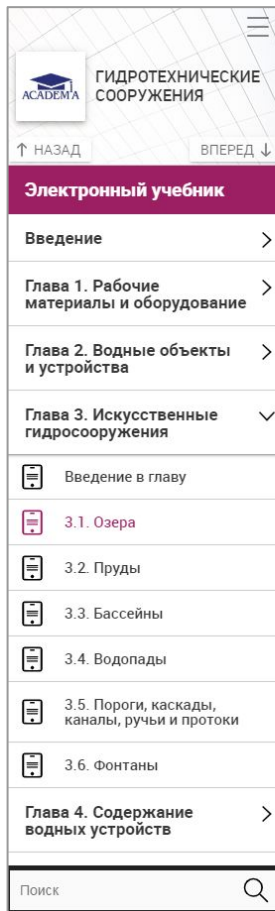 ACADEMA
ГИДРОТЕХНИЧЕСКИЕ
СООРУЖЕНИЯ
↑ НАЗАД
ВПЕРЕД ↓
Электронный учебник
Введение
Глава 1. Рабочие
материалы и оборудование
Глава 2. Водные объекты
и устройства
Глава 3. Искусственные
гидросооружения
Введение в главу
3.1. Озера
3.2. Пруды
3.3. Бассейны
3.4. Водопады
3.5. Пороги, каскады,
каналы, ручьи и протоки
3.6. Фонтаны
Глава 4. Содержание
водных устройств
Поиск